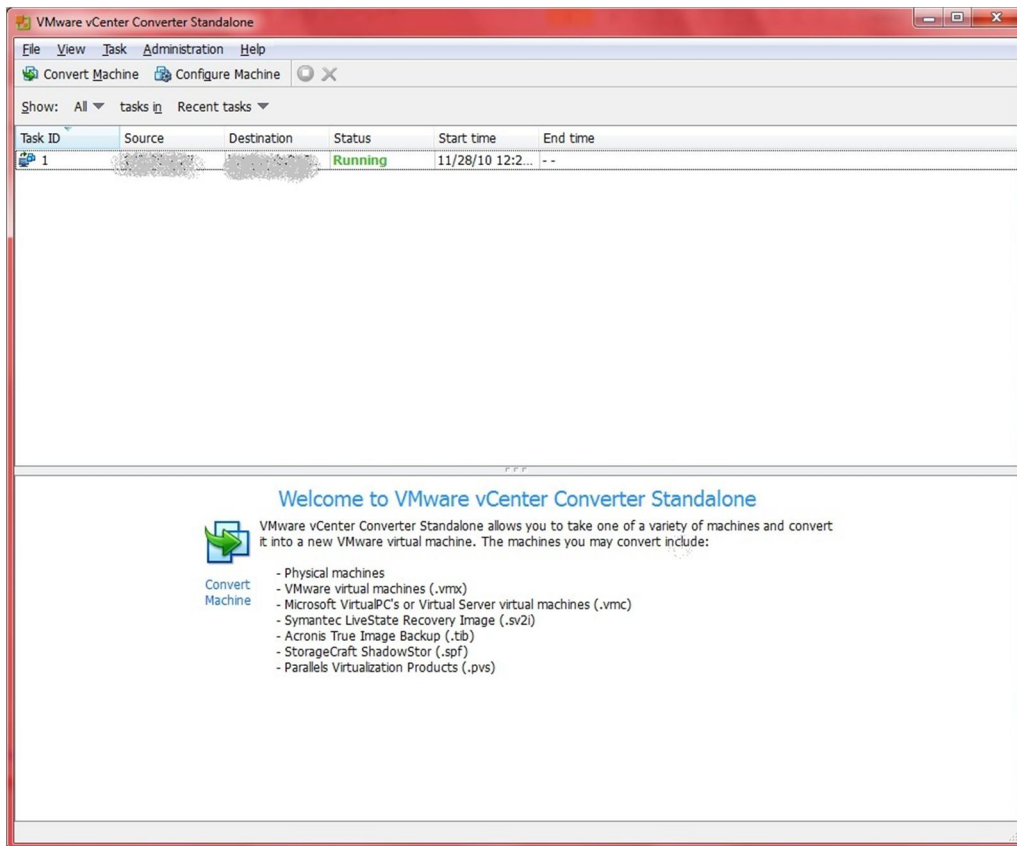 VMware vCenter Converter Standalone
File View Task Administration Help
Convert Machine Configure Machine
Show: All tasks in Recent tasks
Task ID Source Destination Status Start time End time
1 Running 11/28/10 12:2... - -
Welcome to VMware vCenter Converter Standalone
VMware vCenter Converter Standalone allows you to take one of a variety of machines and convert
it into a new VMware virtual machine. The machines you may convert include:
Convert
Machine
- Physical machines
- VMware virtual machines (.vmx)
- Microsoft VirtualPC's or Virtual Server virtual machines (.vmc)
- Symantec LiveState Recovery Image (.sv2i)
- Acronis True Image Backup (.tib)
- StorageCraft ShadowStor (.spf)
- Parallels Virtualization Products (.pvs)